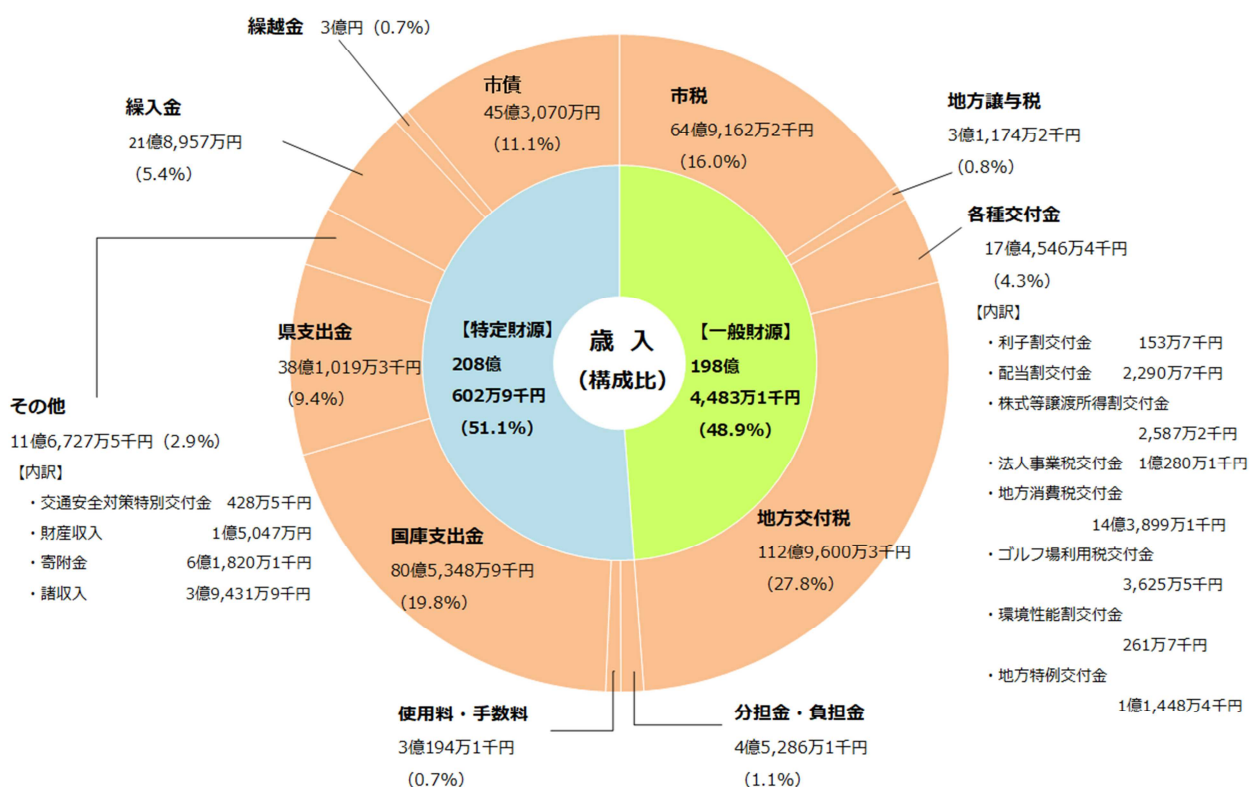 繰越金 3億円（0.7%）
市債
45億3,070万円
（11.1%）
市税
64億9,162万2千円
（16.0%）
地方譲与税
3億1,174万2千円
（0.8%）
繰入金
21億8,957万円
（5.4%）
各種交付金
17億4,546万4千円
（4.3%）
【内訳】
・利子割交付金 153万7千円
・配当割交付金 2,290万7千円
・株式等譲渡所得割交付金
2,587万2千円
・法人事業税交付金 1億280万1千円
・地方消費税交付金
14億3,899万1千円
・ゴルフ場利用税交付金
3,625万5千円
・環境性能割交付金
261万7千円
・地方特例交付金
1億1,448万4千円
県支出金
38億1,019万3千円
（9.4%）
【特定財源】
208億
602万9千円
（51.1%）
歳 入
（構成比）
【一般財源】
198億
4,483万1千円
（48.9%）
その他
11億6,727万5千円（2.9%）
【内訳】
・交通安全対策特別交付金 428万5千円
・財産収入 1億5,047万円
・寄附金 6億1,820万1千円
・諸収入 3億9,431万9千円
国庫支出金
80億5,348万9千円
（19.8%）
地方交付税
112億9,600万3千円
（27.8%）
使用料・手数料
3億194万1千円
（0.7%）
分担金・負担金
4億5,286万1千円
（1.1%）